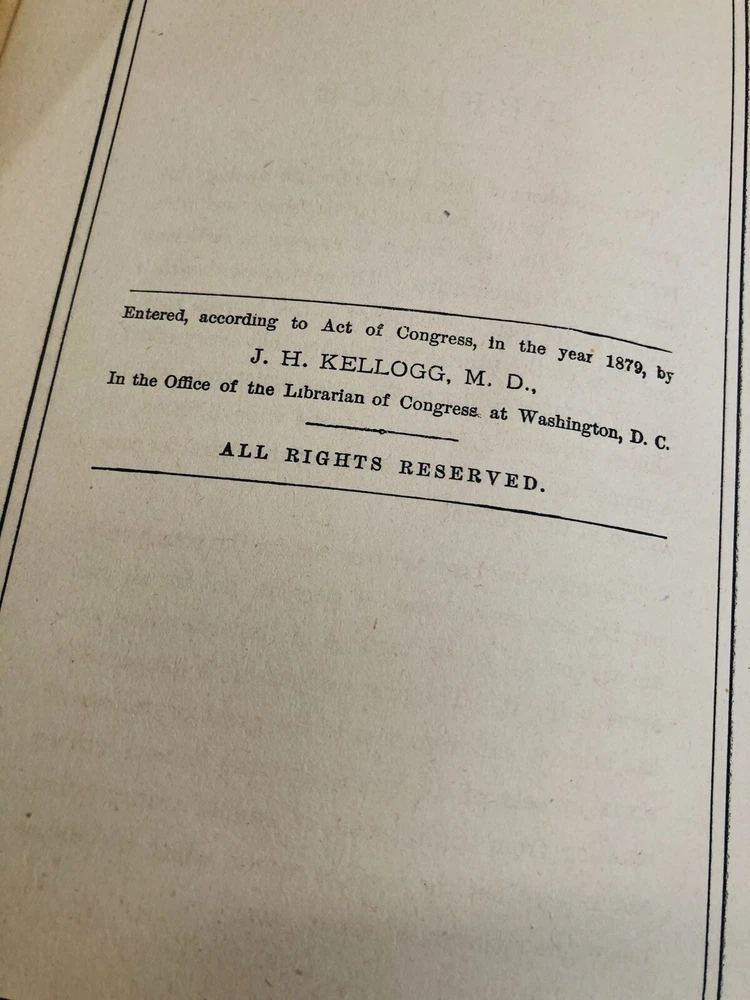 Entered, according to Act of Congress, in the year 1879, by
J. H. KELLOGG, M. D.,
In the Office of the Librarian of Congress at Washington, D. C.
ALL RIGHTS RESERVED.